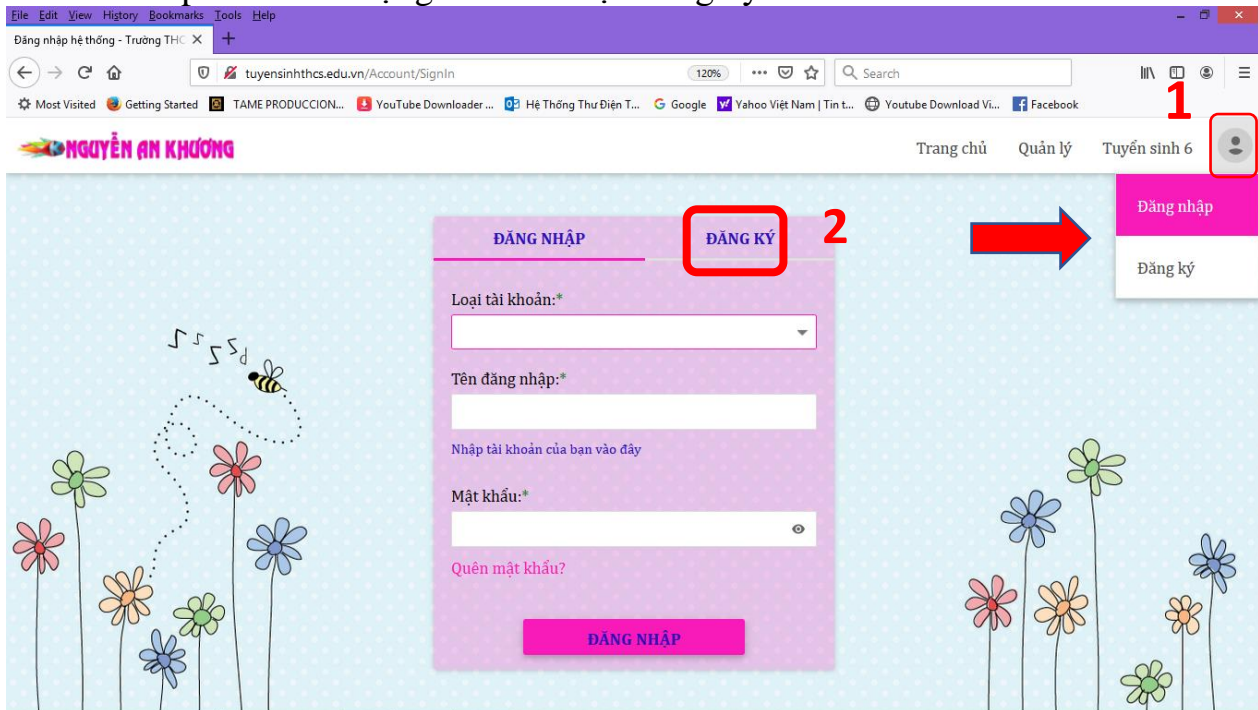 File Edit View History Bookmarks Tools Help
Đăng nhập hệ thống - Trường THC
tuyensinhthcs.edu.vn/Account/SignIn 120% Search
Most Visited Getting Started TAME PRODUCCION... YouTube Downloader ... Hệ Thống Thư Điện T... Google Yahoo Việt Nam | Tin t... Youtube Download Vi... Facebook
1
NGUYỄN AN KHƯƠNG Trang chủ Quản lý Tuyển sinh 6
Đăng nhập
Đăng ký
ĐĂNG NHẬP ĐĂNG KÝ 2
Loại tài khoản:*
Tên đăng nhập:*
Nhập tài khoản của bạn vào đây
Mật khẩu:*
Quên mật khẩu?
ĐĂNG NHẬP